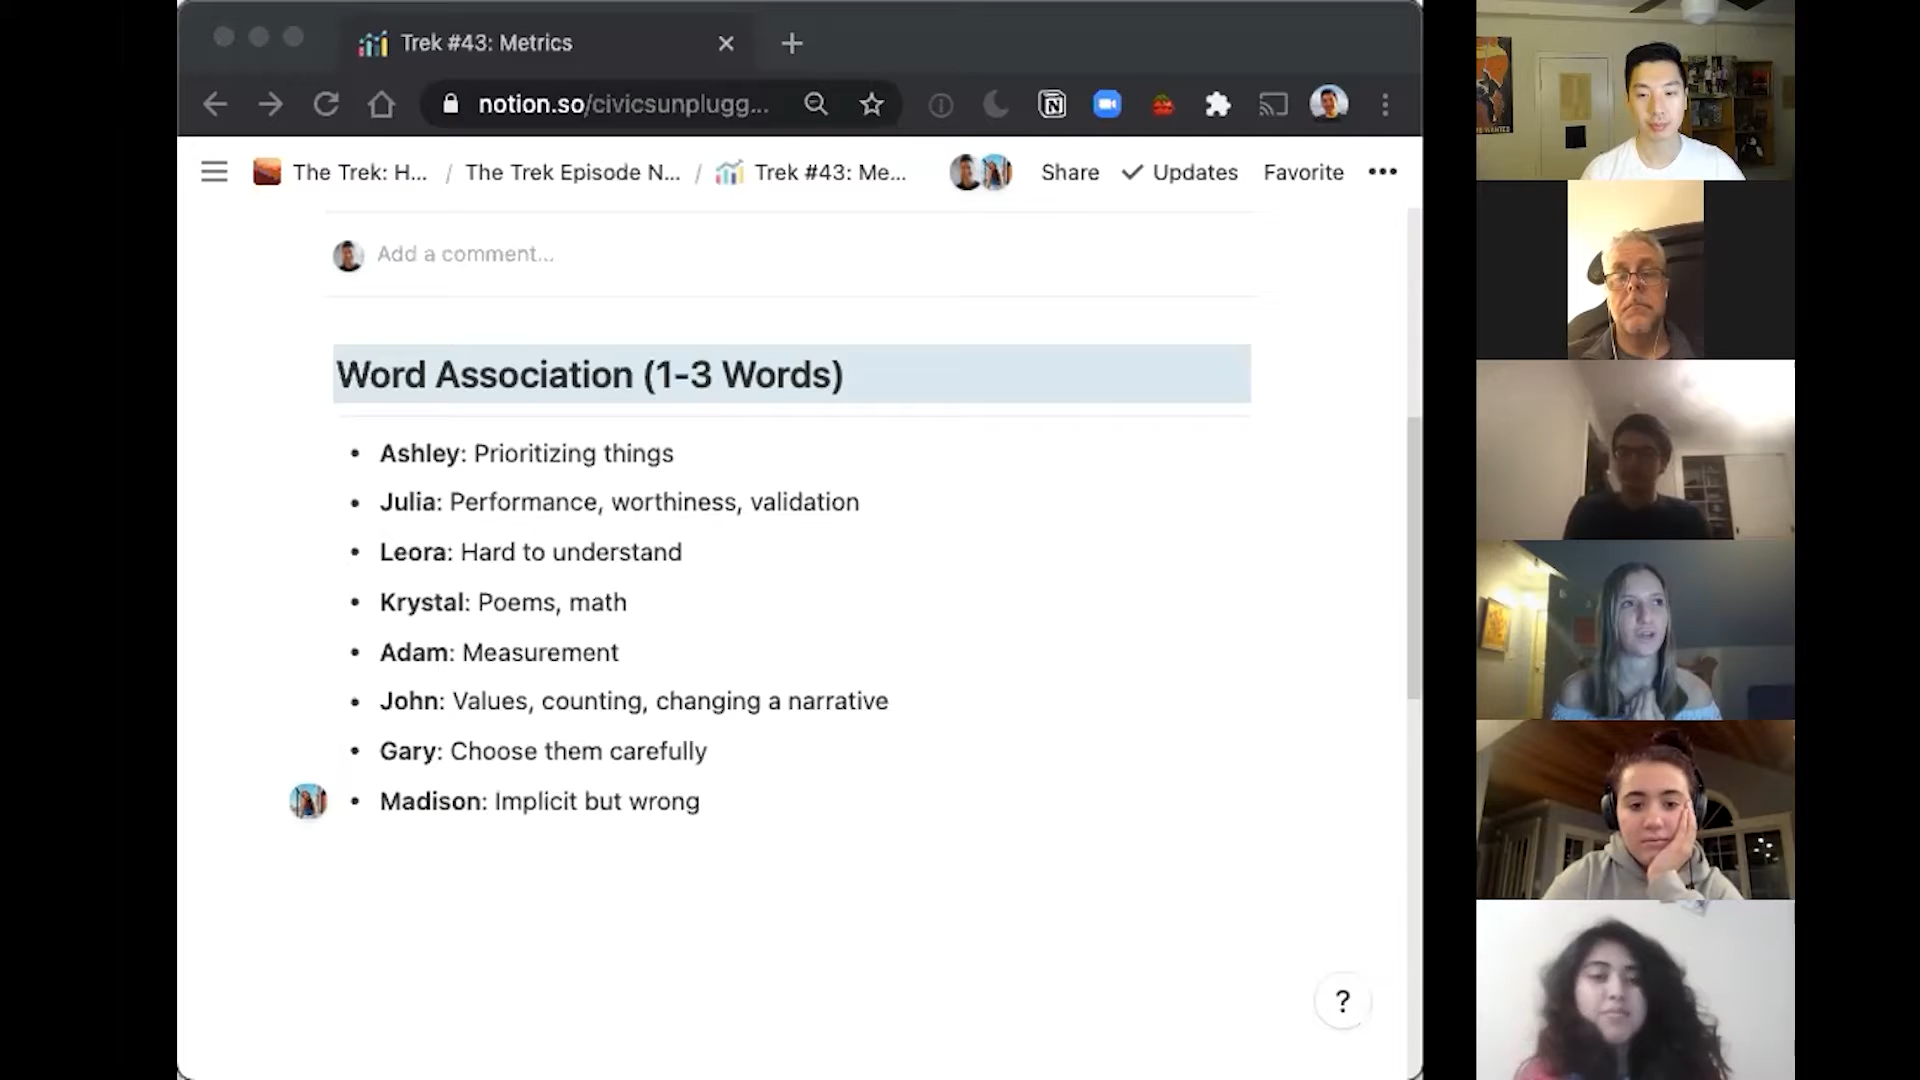 Trek #43: Metrics
notion.so/civicsunplugg...
The Trek: H... / The Trek Episode N... / Trek #43: Me...
Share
Updates
Favorite
Add a comment...
Word Association (1-3 Words)
• Ashley: Prioritizing things
• Julia: Performance, worthiness, validation
• Leora: Hard to understand
• Krystal: Poems, math
• Adam: Measurement
• John: Values, counting, changing a narrative
• Gary: Choose them carefully
• Madison: Implicit but wrong
?